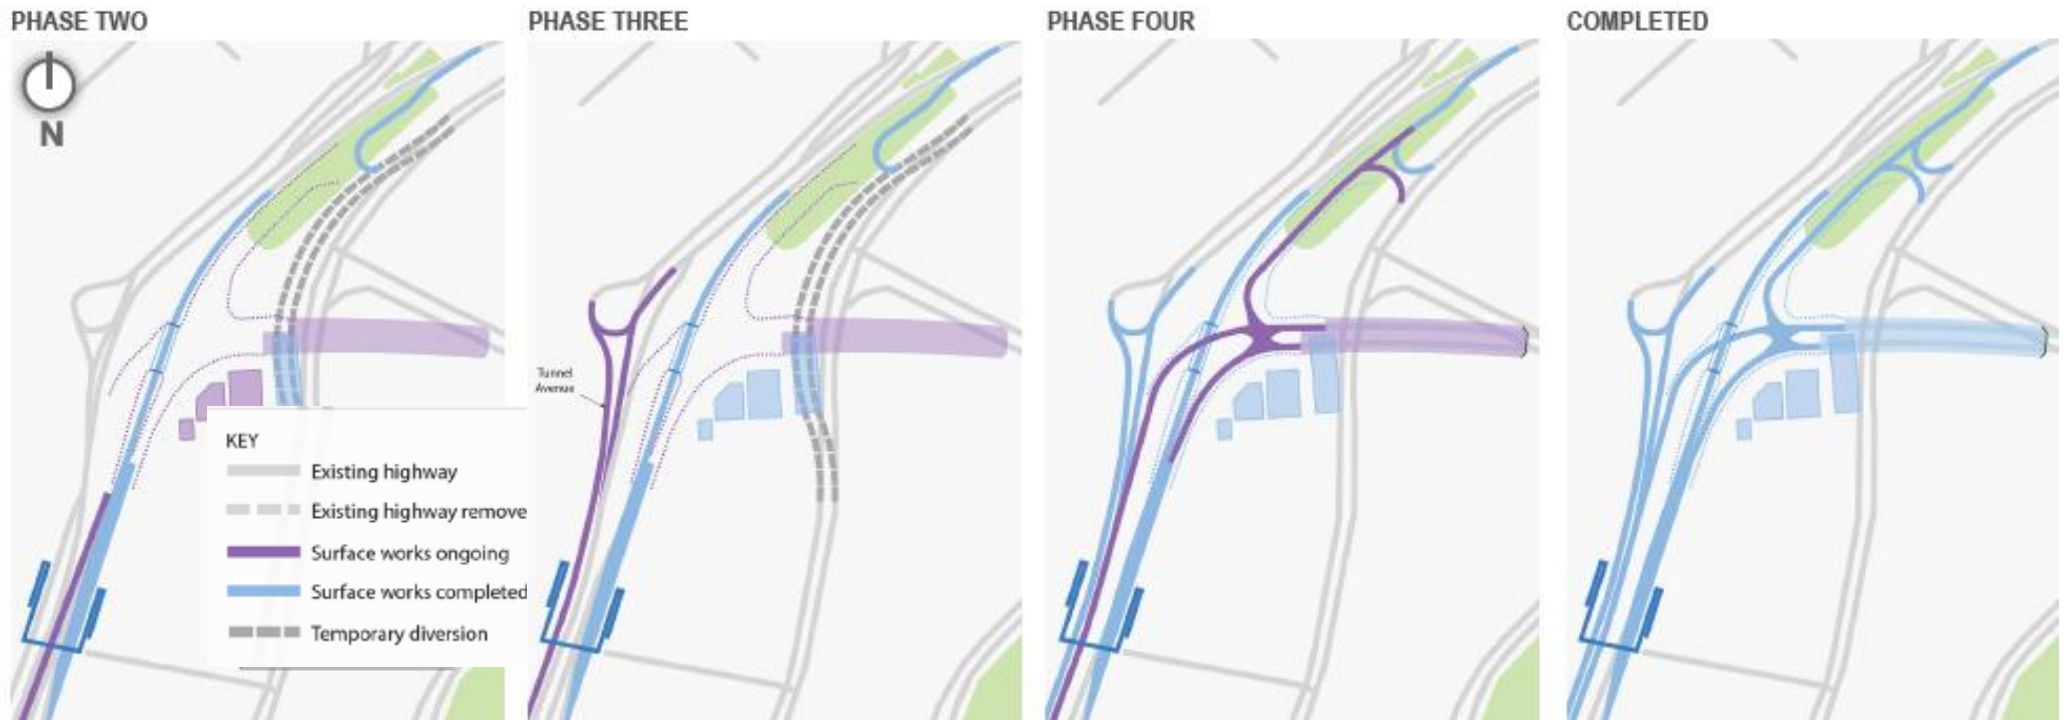 PHASE TWO
PHASE THREE
PHASE FOUR
COMPLETED
N
Tunnel
Avenue
KEY
Existing highway
Existing highway remove
Surface works ongoing
Surface works completed
Temporary diversion